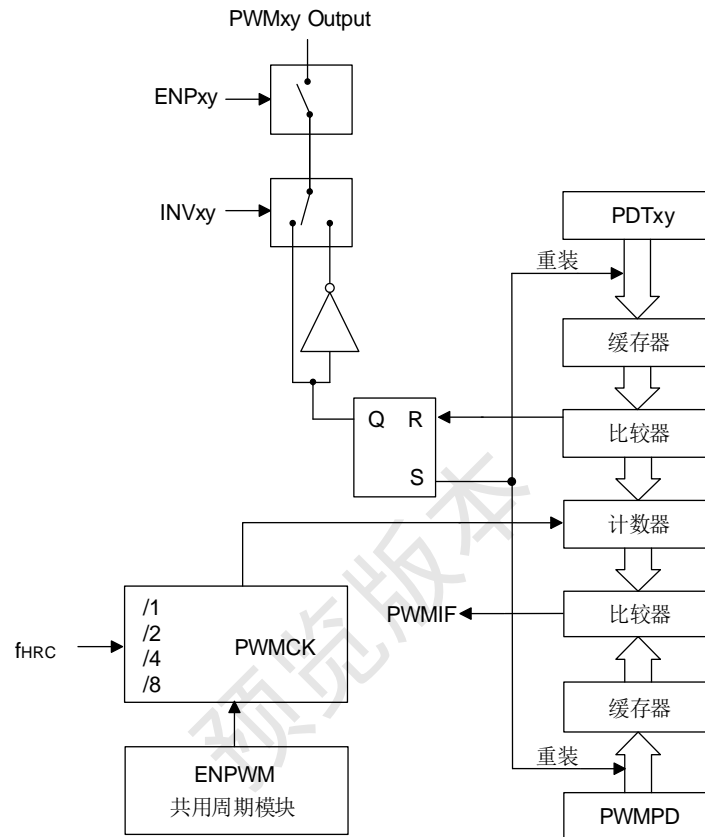 PWMxy Output
ENPxy
INVxy
PDTxy
重装
缓存器
Q R
比较器
S
计数器
/1
/2
/4
/8
PWMCK
fHRC
PWMIF
比较器
缓存器
ENPWM
共用周期模块
重装
PWMPD
预览版本